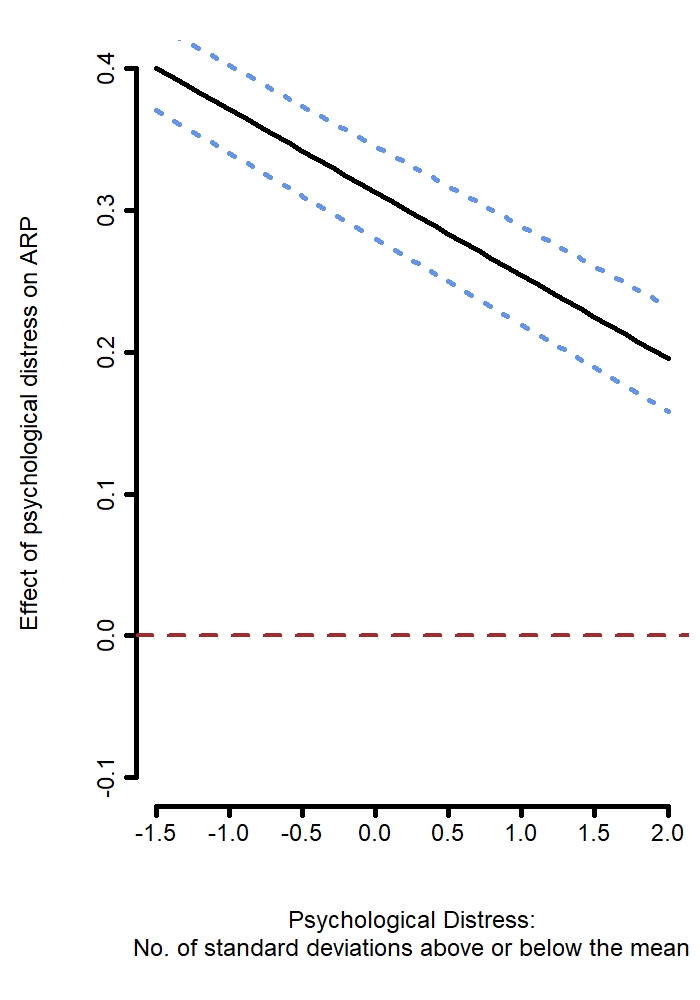 Effect of psychological distress on ARP
0.4
0.3
0.2
0.1
0.0
-0.1
-1.5 -1.0 -0.5 0.0 0.5 1.0 1.5 2.0
Psychological Distress:
No. of standard deviations above or below the mean